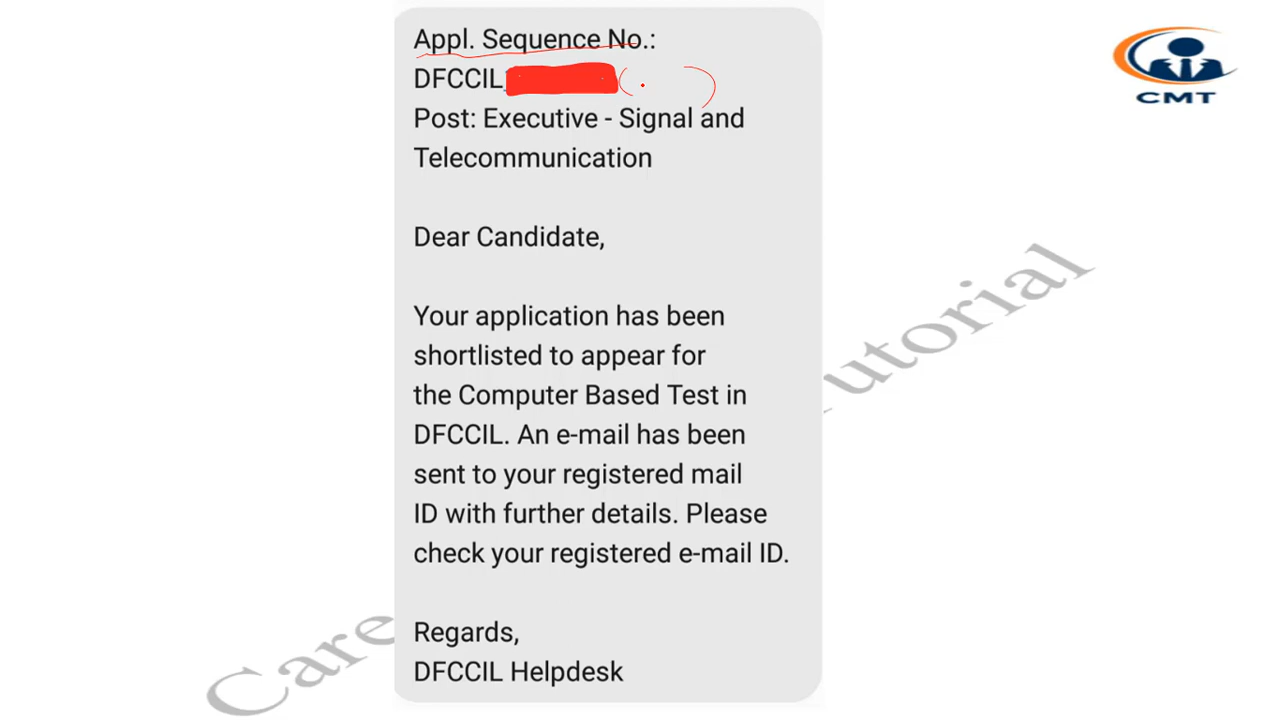 Appl. Sequence No.:
DFCCIL
Post: Executive - Signal and
Telecommunication
Dear Candidate,
Your application has been
shortlisted to appear for
the Computer Based Test in
DFCCIL. An e-mail has been
sent to your registered mail
ID with further details. Please
check your registered e-mail ID.
Regards,
DFCCIL Helpdesk
CMT
Care
utorial